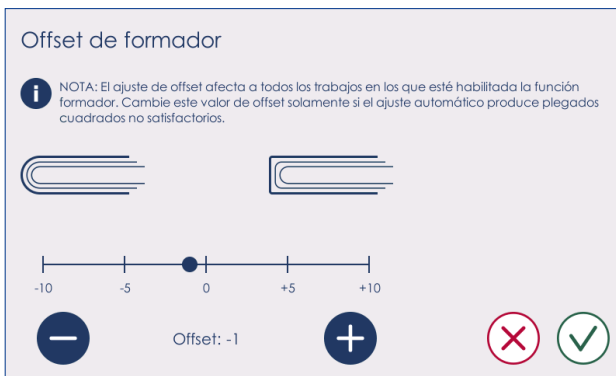 Offset de formador
NOTA: El ajuste de offset afecta a todos los trabajos en los que esté habilitada la función
formador. Cambie este valor de offset solamente si el ajuste automático produce plegados
cuadrados no satisfactorios.
-10 -5 0 +5 +10
Offset: -1